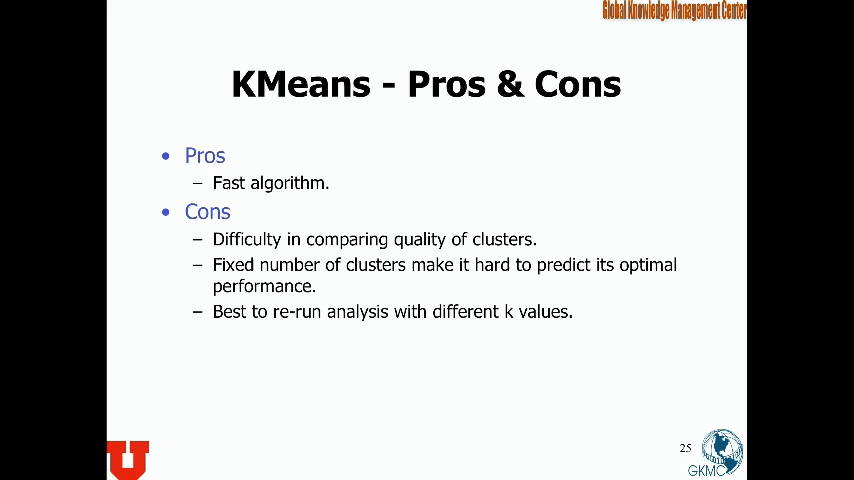 Global Knowledge Management Center
KMeans - Pros & Cons
• Pros
– Fast algorithm.
• Cons
– Difficulty in comparing quality of clusters.
– Fixed number of clusters make it hard to predict its optimal
performance.
– Best to re-run analysis with different k values.
25
GKMC
U